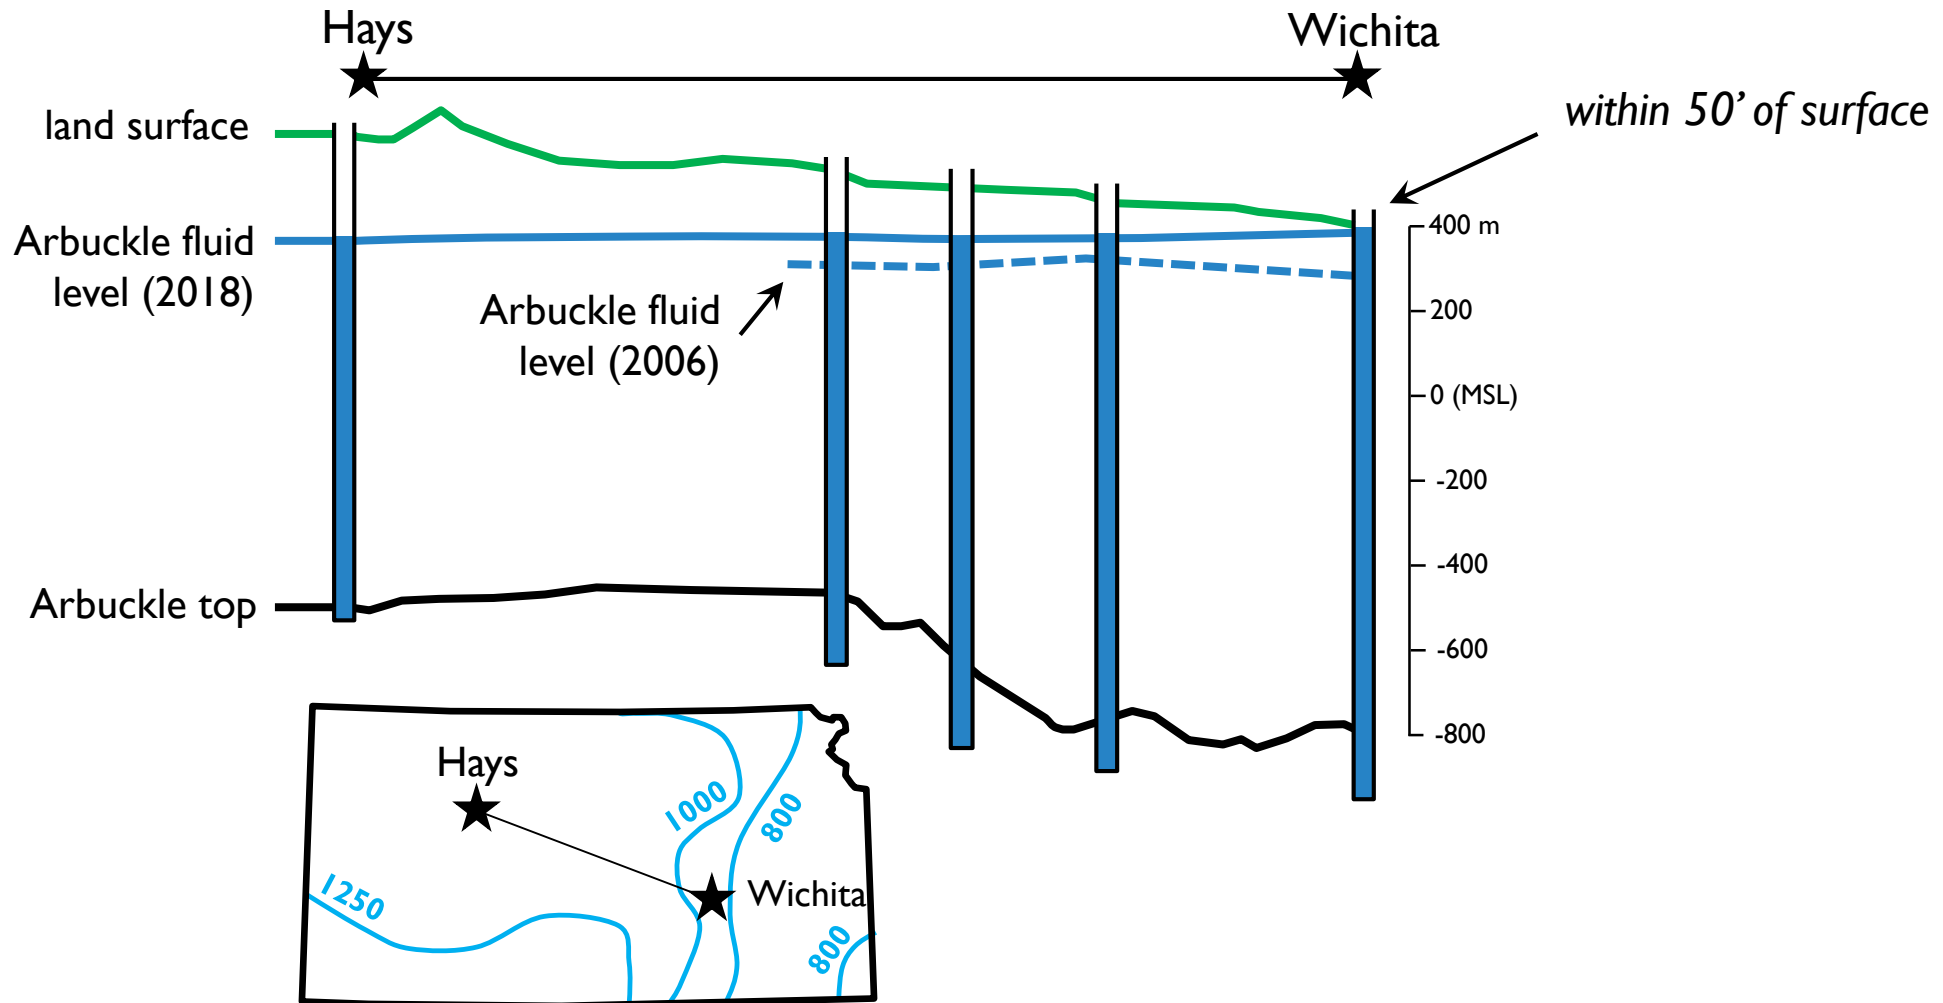 Hays
Wichita
within 50’ of surface
land surface
400 m
Arbuckle fluid
level (2018)
Arbuckle fluid
level (2006)
200
0 (MSL)
-200
-400
Arbuckle top
-600
-800
Hays
1000
800
Wichita
1250
800